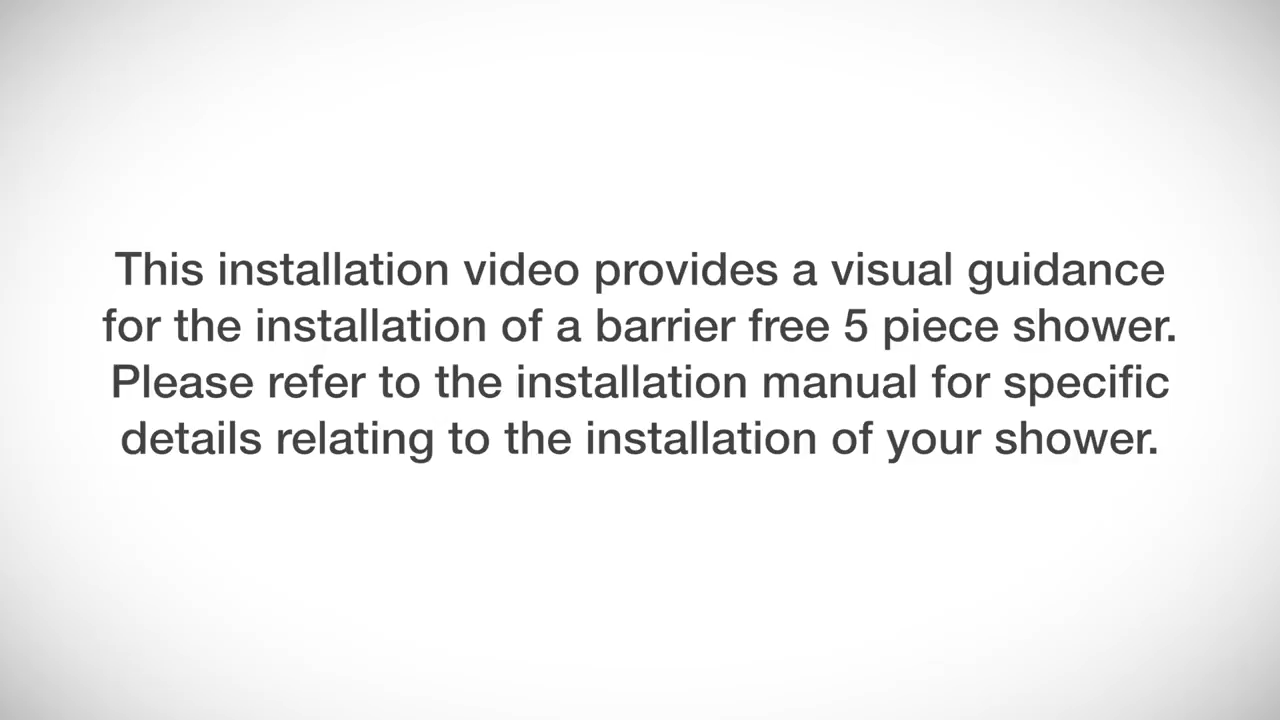 This installation video provides a visual guidance
for the installation of a barrier free 5 piece shower.
Please refer to the installation manual for specific
details relating to the installation of your shower.